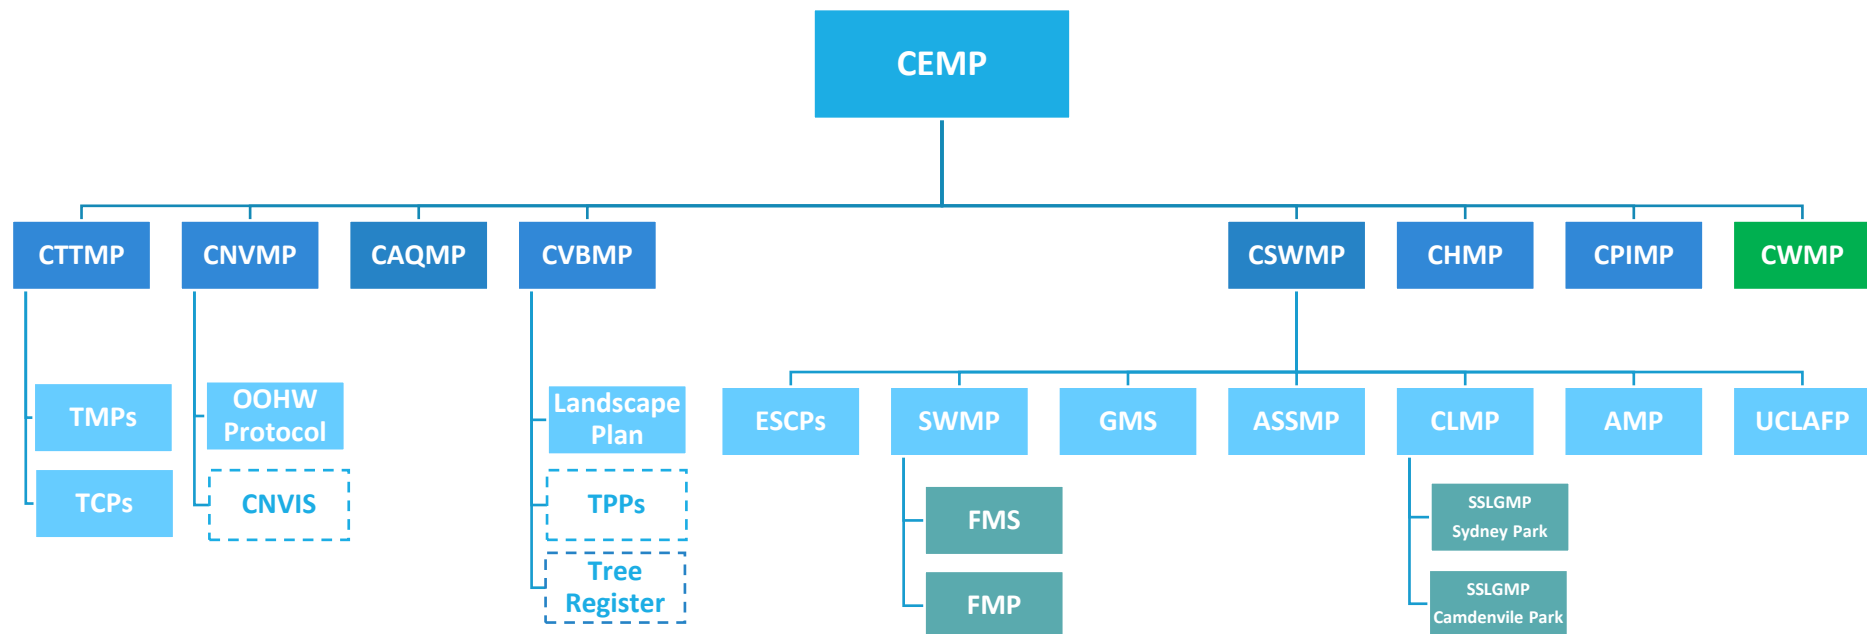 CEMP
CTTMP
CNVMP
CAQMP
CVBMP
CSWMP
CHMP
CPIMP
CWMP
TMPs
TCPs
OOHW
Protocol
CNVIS
Landscape
Plan
TPPs
Tree
Register
ESCPs
SWMP
GMS
ASSMP
CLMP
AMP
UCLAFP
FMS
FMP
SSLGMP
Sydney Park
SSLGMP
Camdenvile Park